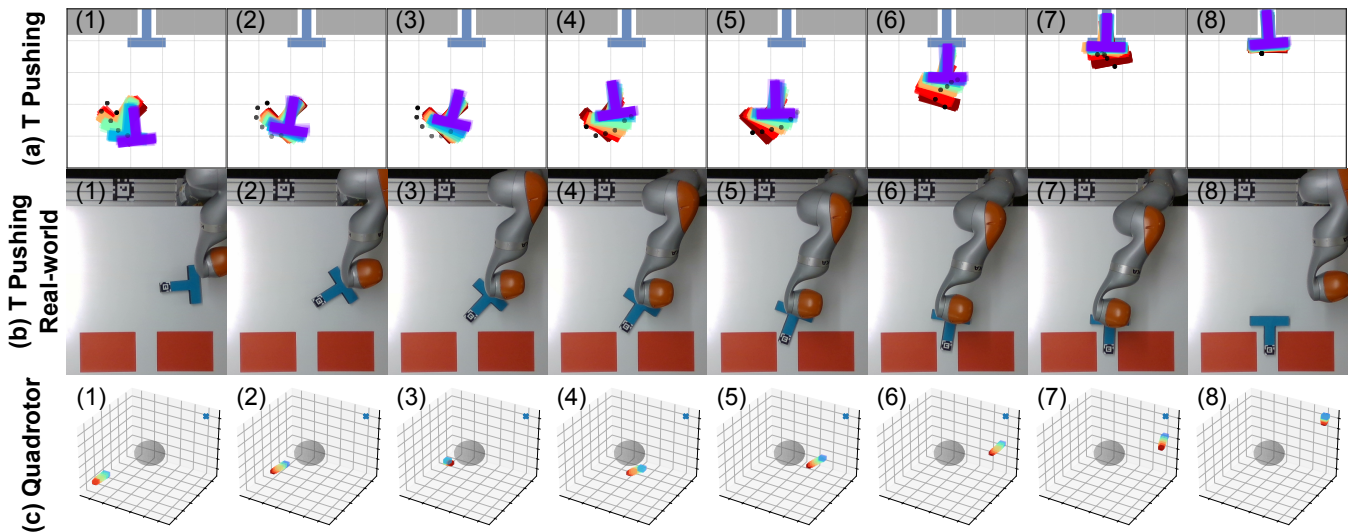 (a) T Pushing
(1) (2) (3) (4) (5) (6) (7) (8)
(b) T Pushing
Real-world
(1) (2) (3) (4) (5) (6) (7) (8)
(c) Quadrotor
(1) (2) (3) (4) (5) (6) (7) (8)